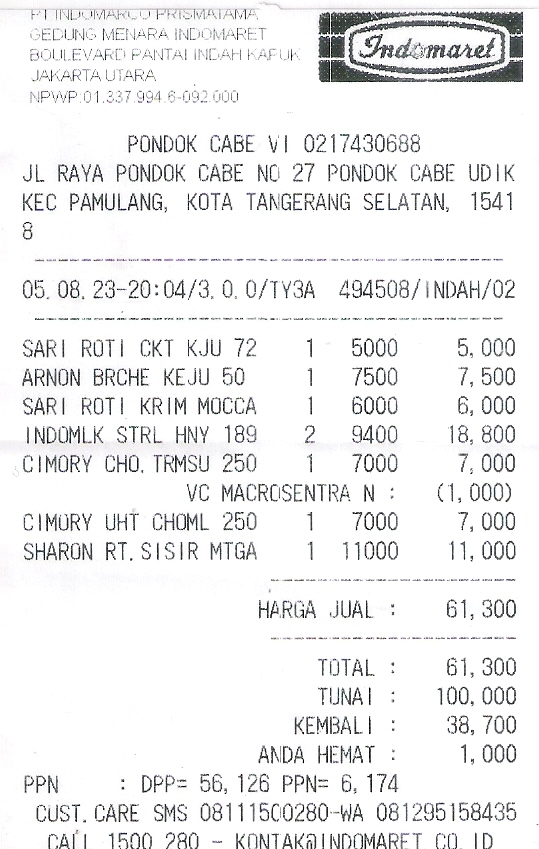 PT.INDOMARCO PRISMATAMA
GEDUNG MENARA INDOMARET
BOULEVARD PANTAI INDAH KAPUK
JAKARTA UTARA
NPWP:01.337.994.6-092.000
Indomaret
PONDOK CABE VI 0217430688
JL RAYA PONDOK CABE NO 27 PONDOK CABE UDIK
KEC PAMULANG, KOTA TANGERANG SELATAN, 1541
8
05.08.23-20:04/3.0.0/TY3A 494508/INDAH/02
SARI ROTI CKT KJU 72 1 5000 5,000
ARNON BRCHE KEJU 50 1 7500 7,500
SARI ROTI KRIM MOCCA 1 6000 6,000
INDOMLK STRL HNY 189 2 9400 18,800
CIMORY CHO.TRMSU 250 1 7000 7,000
VC MACROSENTRA N : (1,000)
CIMORY UHT CHOML 250 1 7000 7,000
SHARON RT.SISIR MTGA 1 11000 11,000
HARGA JUAL : 61,300
TOTAL : 61,300
TUNAI : 100,000
KEMBALI : 38,700
ANDA HEMAT : 1,000
PPN : DPP= 56,126 PPN= 6,174
CUST.CARE SMS 08111500280-WA 081295158435
CALL 1500 280 - KONTAK@INDOMARET.CO.ID